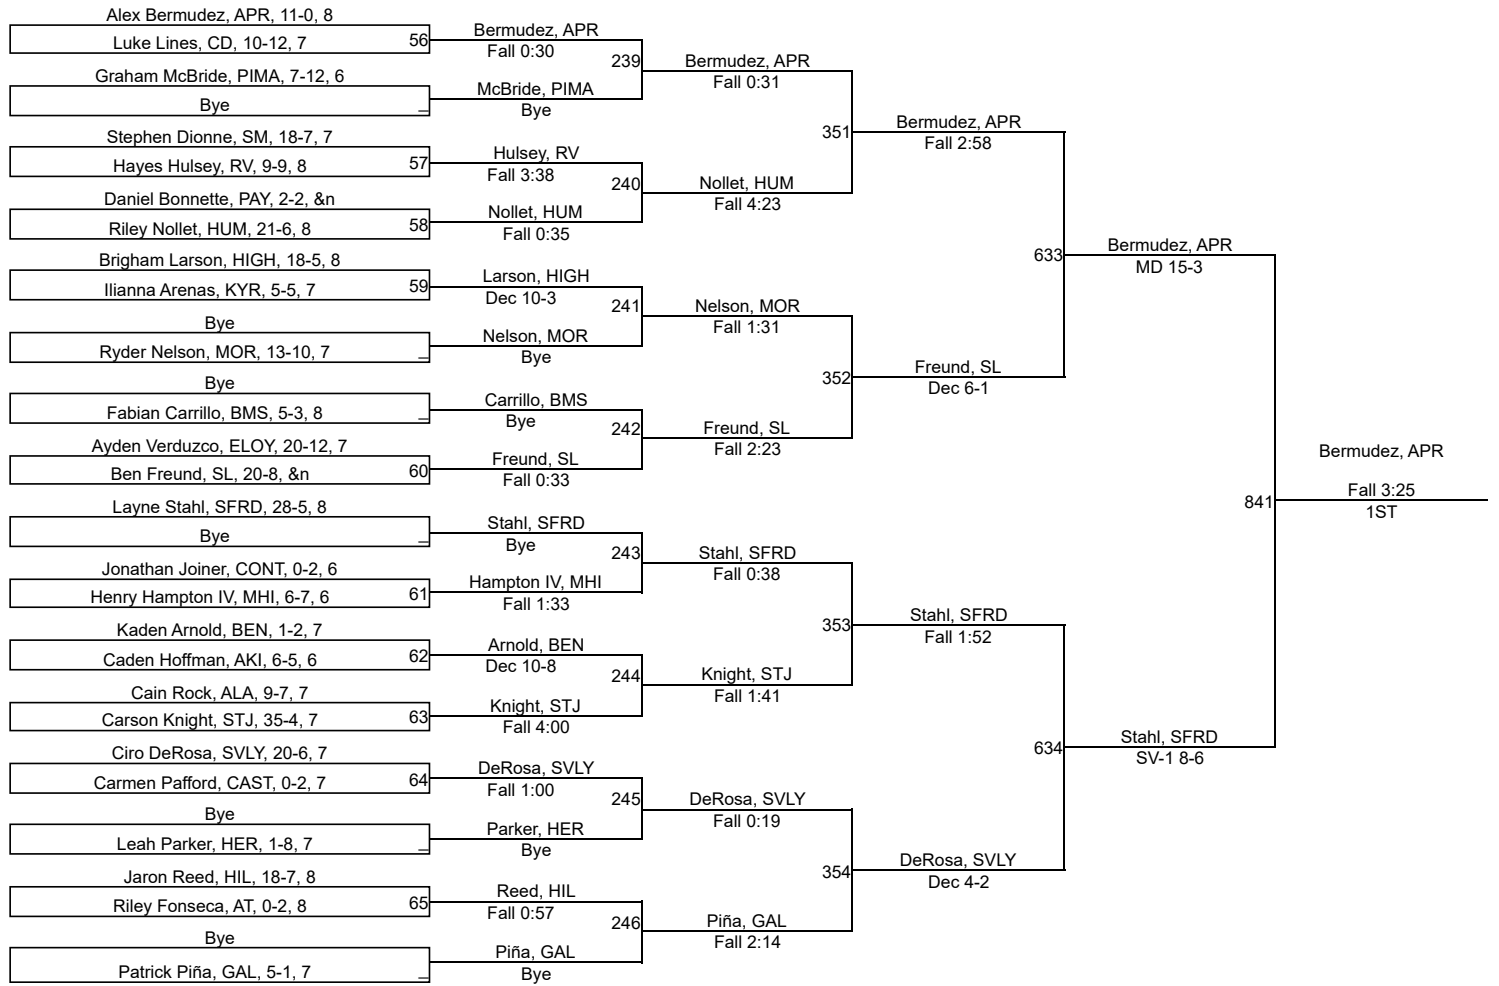 Alex Bermudez, APR, 11-0, 8
Luke Lines, CD, 10-12, 7
56
Graham McBride, PIMA, 7-12, 6
Bye
_
Stephen Dionne, SM, 18-7, 7
Hayes Hulsey, RV, 9-9, 8
57
Daniel Bonnette, PAY, 2-2, &n
Riley Nollet, HUM, 21-6, 8
58
Brigham Larson, HIGH, 18-5, 8
Ilianna Arenas, KYR, 5-5, 7
59
Bye
Ryder Nelson, MOR, 13-10, 7
_
Bye
Fabian Carrillo, BMS, 5-3, 8
_
Ayden Verduzco, ELOY, 20-12, 7
Ben Freund, SL, 20-8, &n
60
Layne Stahl, SFRD, 28-5, 8
Bye
_
Jonathan Joiner, CONT, 0-2, 6
Henry Hampton IV, MHI, 6-7, 6
61
Kaden Arnold, BEN, 1-2, 7
Caden Hoffman, AKI, 6-5, 6
62
Cain Rock, ALA, 9-7, 7
Carson Knight, STJ, 35-4, 7
63
Ciro DeRosa, SVLY, 20-6, 7
Carmen Pafford, CAST, 0-2, 7
64
Bye
Leah Parker, HER, 1-8, 7
_
Jaron Reed, HIL, 18-7, 8
Riley Fonseca, AT, 0-2, 8
65
Bye
Patrick Piña, GAL, 5-1, 7
_
Bermudez, APR
Fall 0:30
239
McBride, PIMA
Bye
Hulsey, RV
Fall 3:38
240
Nollet, HUM
Fall 0:35
Larson, HIGH
Dec 10-3
241
Nelson, MOR
Bye
Carrillo, BMS
Bye
242
Freund, SL
Fall 0:33
Stahl, SFRD
Bye
243
Hampton IV, MHI
Fall 1:33
Arnold, BEN
Dec 10-8
244
Knight, STJ
Fall 4:00
DeRosa, SVLY
Fall 1:00
245
Parker, HER
Bye
Reed, HIL
Fall 0:57
246
Piña, GAL
Bye
Bermudez, APR
Fall 0:31
351
Nollet, HUM
Fall 4:23
Nelson, MOR
Fall 1:31
352
Freund, SL
Fall 2:23
Stahl, SFRD
Fall 0:38
353
Knight, STJ
Fall 1:41
DeRosa, SVLY
Fall 0:19
354
Piña, GAL
Fall 2:14
Bermudez, APR
Fall 2:58
633
Freund, SL
Dec 6-1
Stahl, SFRD
Fall 1:52
634
DeRosa, SVLY
Dec 4-2
Bermudez, APR
MD 15-3
841
Stahl, SFRD
SV-1 8-6
Bermudez, APR
Fall 3:25
1ST